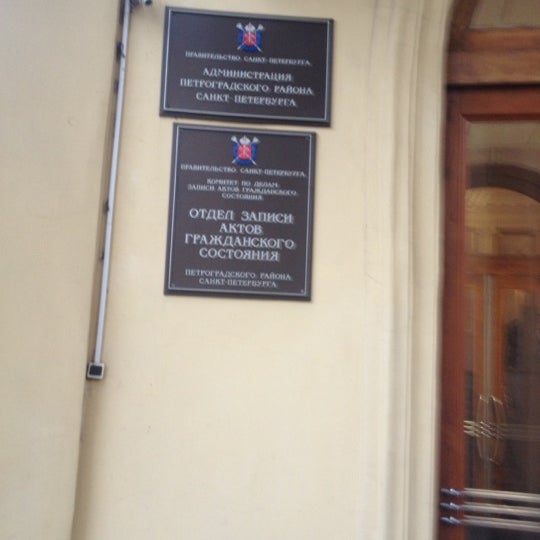 ПРАВИТЕЛЬСТВО САНКТ-ПЕТЕРБУРГА
АДМИНИСТРАЦИЯ
ПЕТРОГРАДСКОГО РАЙОНА
САНКТ-ПЕТЕРБУРГА
ПРАВИТЕЛЬСТВО САНКТ-ПЕТЕРБУРГА
КОМИТЕТ ПО ДЕЛАМ
ЗАПИСИ АКТОВ ГРАЖДАНСКОГО
СОСТОЯНИЯ
ОТДЕЛ ЗАПИСИ
АКТОВ
ГРАЖДАНСКОГО
СОСТОЯНИЯ
ПЕТРОГРАДСКОГО РАЙОНА
САНКТ-ПЕТЕРБУРГА